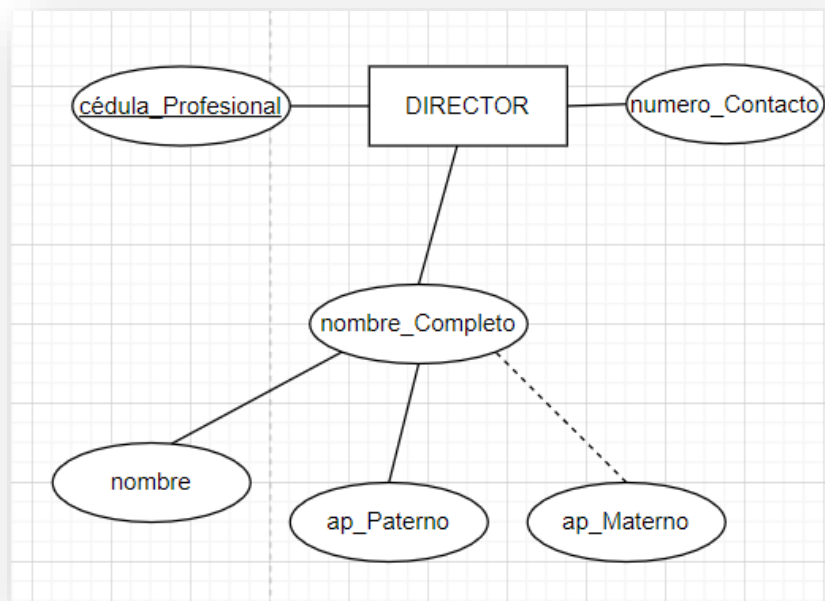 cédula_Profesional
DIRECTOR
numero_Contacto
nombre_Completo
nombre
ap_Paterno
ap_Materno